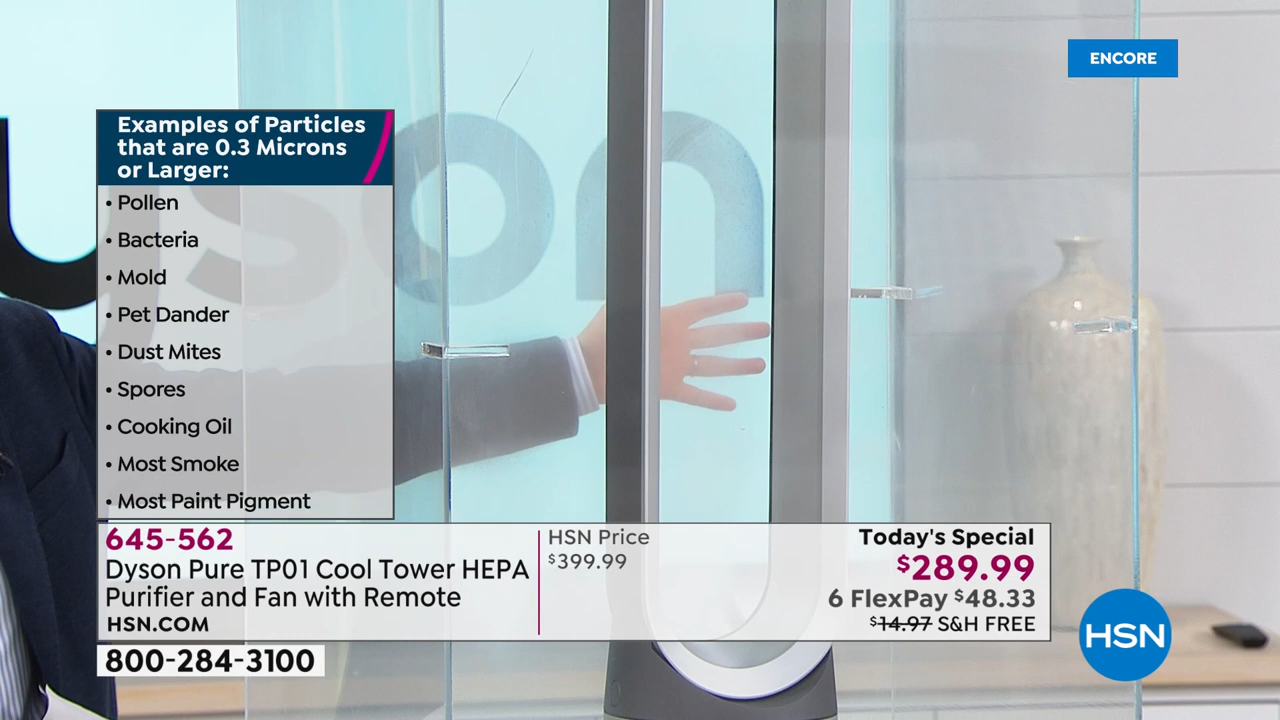 ENCORE
Examples of Particles
that are 0.3 Microns
or Larger:
• Pollen
• Bacteria
• Mold
• Pet Dander
• Dust Mites
• Spores
• Cooking Oil
• Most Smoke
• Most Paint Pigment
yson
645-562
Dyson Pure TP01 Cool Tower HEPA
Purifier and Fan with Remote
HSN.COM
HSN Price
$399.99
Today's Special
$289.99
6 FlexPay $48.33
$14.97 S&H FREE
800-284-3100
HSN